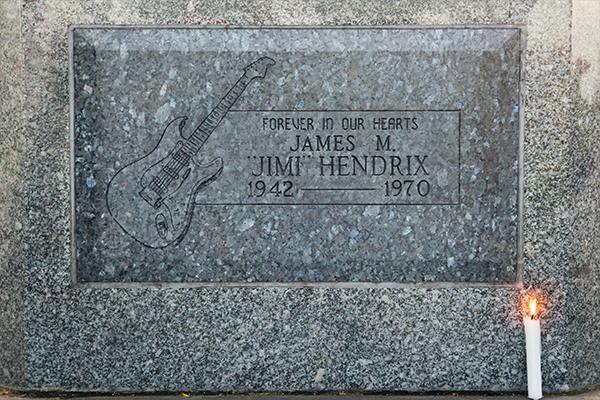 FOREVER IN OUR HEARTS
JAMES M.
"JIMI" HENDRIX
1942 —— 1970